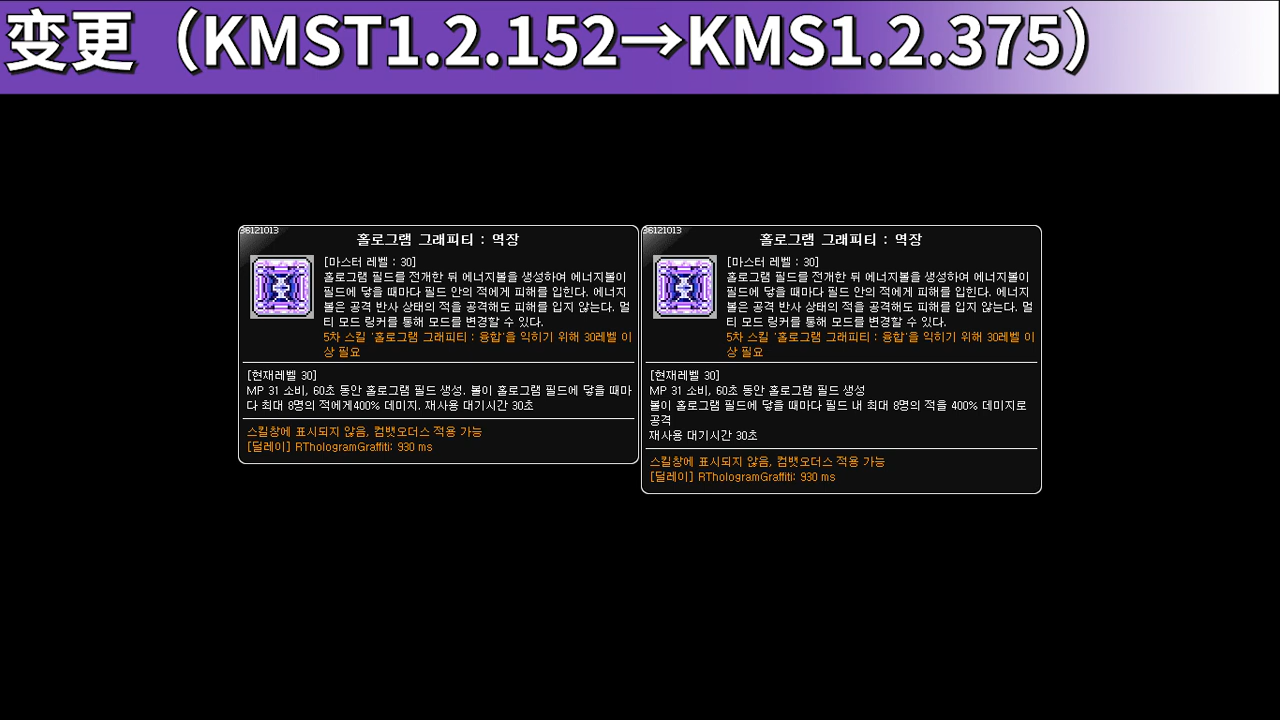 变更（KMST1.2.152→KMS1.2.375）
36121013
홀로그램 그래피티 : 역장
[마스터 레벨 : 30]
홀로그램 필드를 전개한 뒤 에너지볼을 생성하여 에너지볼이
필드에 닿을 때마다 필드 안의 적에게 피해를 입힌다. 에너지
볼은 공격 반사 상태의 적을 공격해도 피해를 입지 않는다. 멀
티 모드 링커를 통해 모드를 변경할 수 있다.
5차 스킬 '홀로그램 그래피티 : 융합'을 익히기 위해 30레벨 이
상 필요
[현재레벨 30]
MP 31 소비, 60초 동안 홀로그램 필드 생성. 볼이 홀로그램 필드에 닿을 때마
다 최대 8명의 적에게400% 데미지. 재사용 대기시간 30초
스킬창에 표시되지 않음, 컴뱃오더스 적용 가능
[딜레이] RThologramGraffiti: 930 ms
36121013
홀로그램 그래피티 : 역장
[마스터 레벨 : 30]
홀로그램 필드를 전개한 뒤 에너지볼을 생성하여 에너지볼이
필드에 닿을 때마다 필드 안의 적에게 피해를 입힌다. 에너지
볼은 공격 반사 상태의 적을 공격해도 피해를 입지 않는다. 멀
티 모드 링커를 통해 모드를 변경할 수 있다.
5차 스킬 '홀로그램 그래피티 : 융합'을 익히기 위해 30레벨 이
상 필요
[현재레벨 30]
MP 31 소비, 60초 동안 홀로그램 필드 생성
볼이 홀로그램 필드에 닿을 때마다 필드 내 최대 8명의 적을 400% 데미지로
공격
재사용 대기시간 30초
스킬창에 표시되지 않음, 컴뱃오더스 적용 가능
[딜레이] RThologramGraffiti: 930 ms